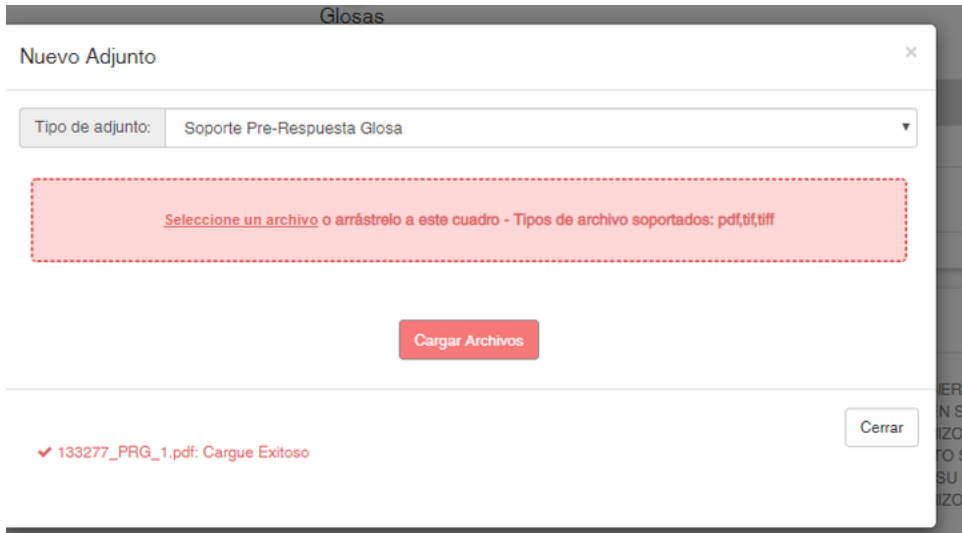 Glosas
Nuevo Adjunto
×
Tipo de adjunto: Soporte Pre-Respuesta Glosa
Seleccione un archivo o arrástrelo a este cuadro - Tipos de archivo soportados: pdf,tif,tiff
Cargar Archivos
Cerrar
133277_PRG_1.pdf: Cargue Exitoso